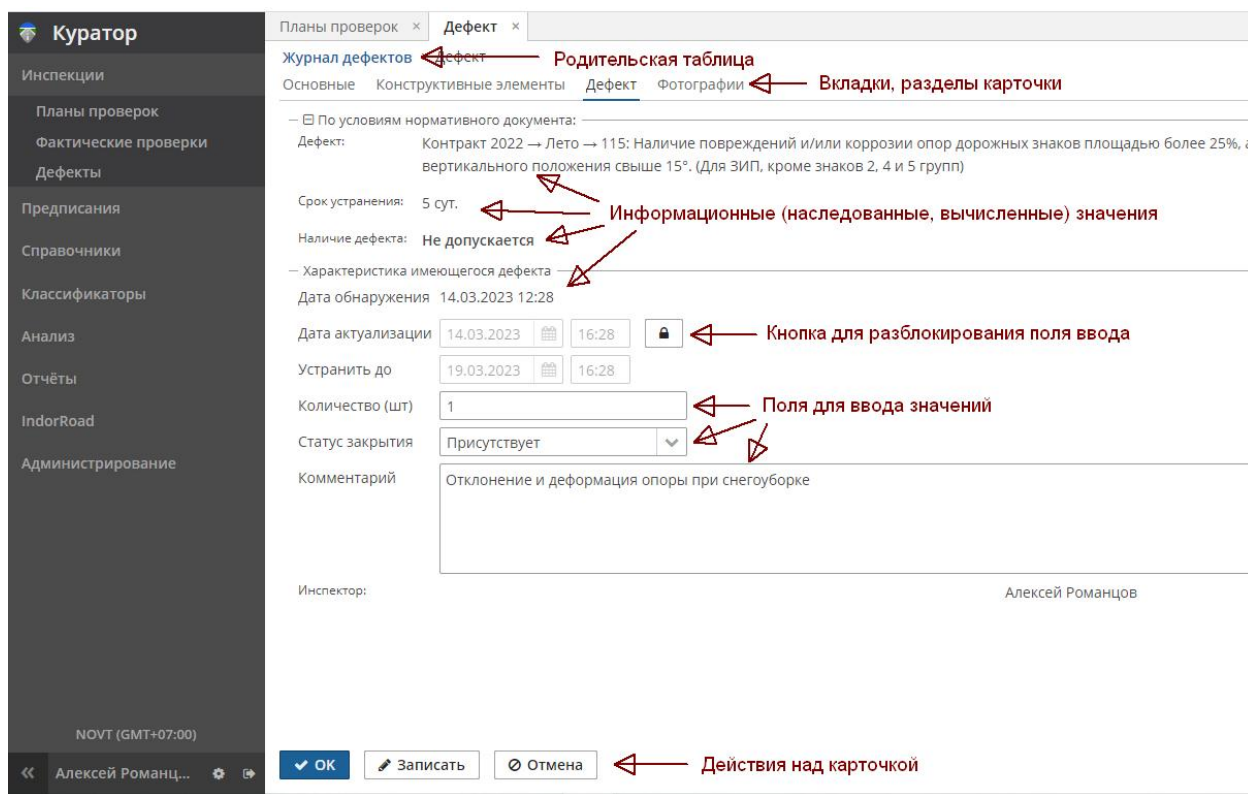 Куратор
Инспекции
Планы проверок
Фактические проверки
Дефекты
Предписания
Справочники
Классификаторы
Анализ
Отчёты
IndorRoad
Администрирование
NOVT (GMT+07:00)
« Алексей Романц...
Планы проверок × Дефект ×
Журнал дефектов Дефект Родительская таблица
Основные Конструктивные элементы Дефект Фотографии Вкладки, разделы карточки
По условиям нормативного документа:
Дефект: Контракт 2022 → Лето → 115: Наличие повреждений и/или коррозии опор дорожных знаков площадью более 25%,
вертикального положения свыше 15°. (Для ЗИП, кроме знаков 2, 4 и 5 групп)
Срок устранения: 5 сут. Информационные (наследованные, вычисленные) значения
Наличие дефекта: Не допускается
Характеристика имеющегося дефекта
Дата обнаружения 14.03.2023 12:28
Дата актуализации 14.03.2023 16:28 Кнопка для разблокирования поля ввода
Устранить до 19.03.2023 16:28
Количество (шт) 1 Поля для ввода значений
Статус закрытия Присутствует
Комментарий Отклонение и деформация опоры при снегоуборке
Инспектор: Алексей Романцов
OK Записать Отмена Действия над карточкой